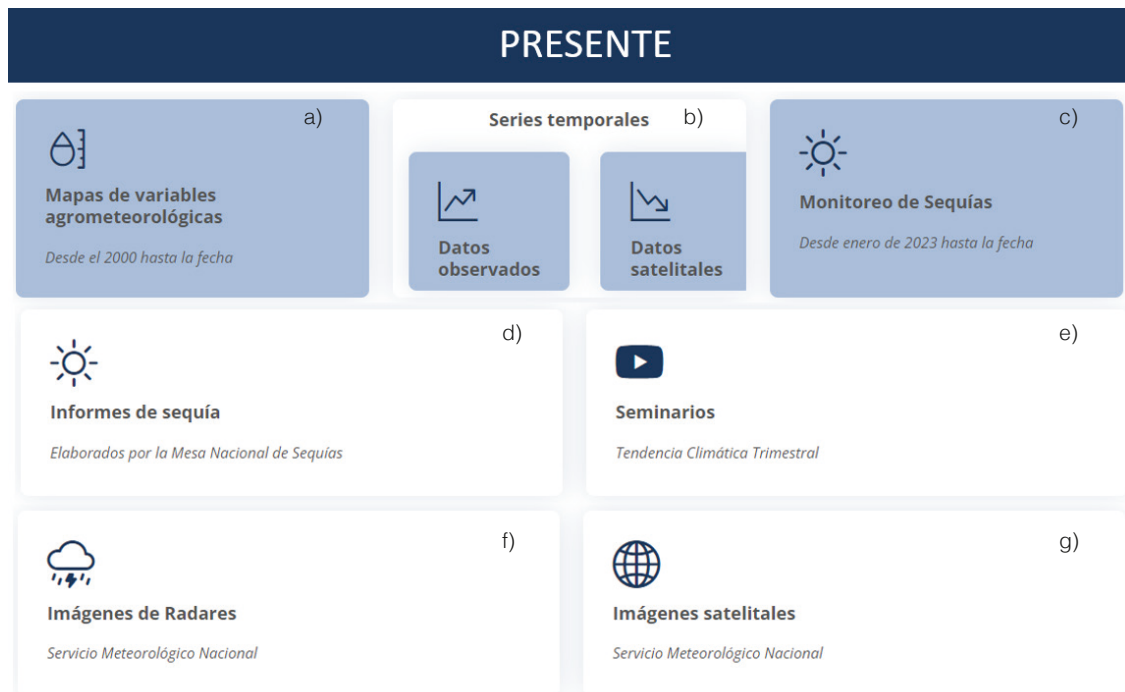 PRESENTE
a)
Mapas de variables
agrometeorológicas
Desde el 2000 hasta la fecha
Series temporales b)
Datos
observados
Datos
satelitales
c)
Monitoreo de Sequías
Desde enero de 2023 hasta la fecha
d)
Informes de sequía
Elaborados por la Mesa Nacional de Sequías
e)
Seminarios
Tendencia Climática Trimestral
f)
Imágenes de Radares
Servicio Meteorológico Nacional
g)
Imágenes satelitales
Servicio Meteorológico Nacional